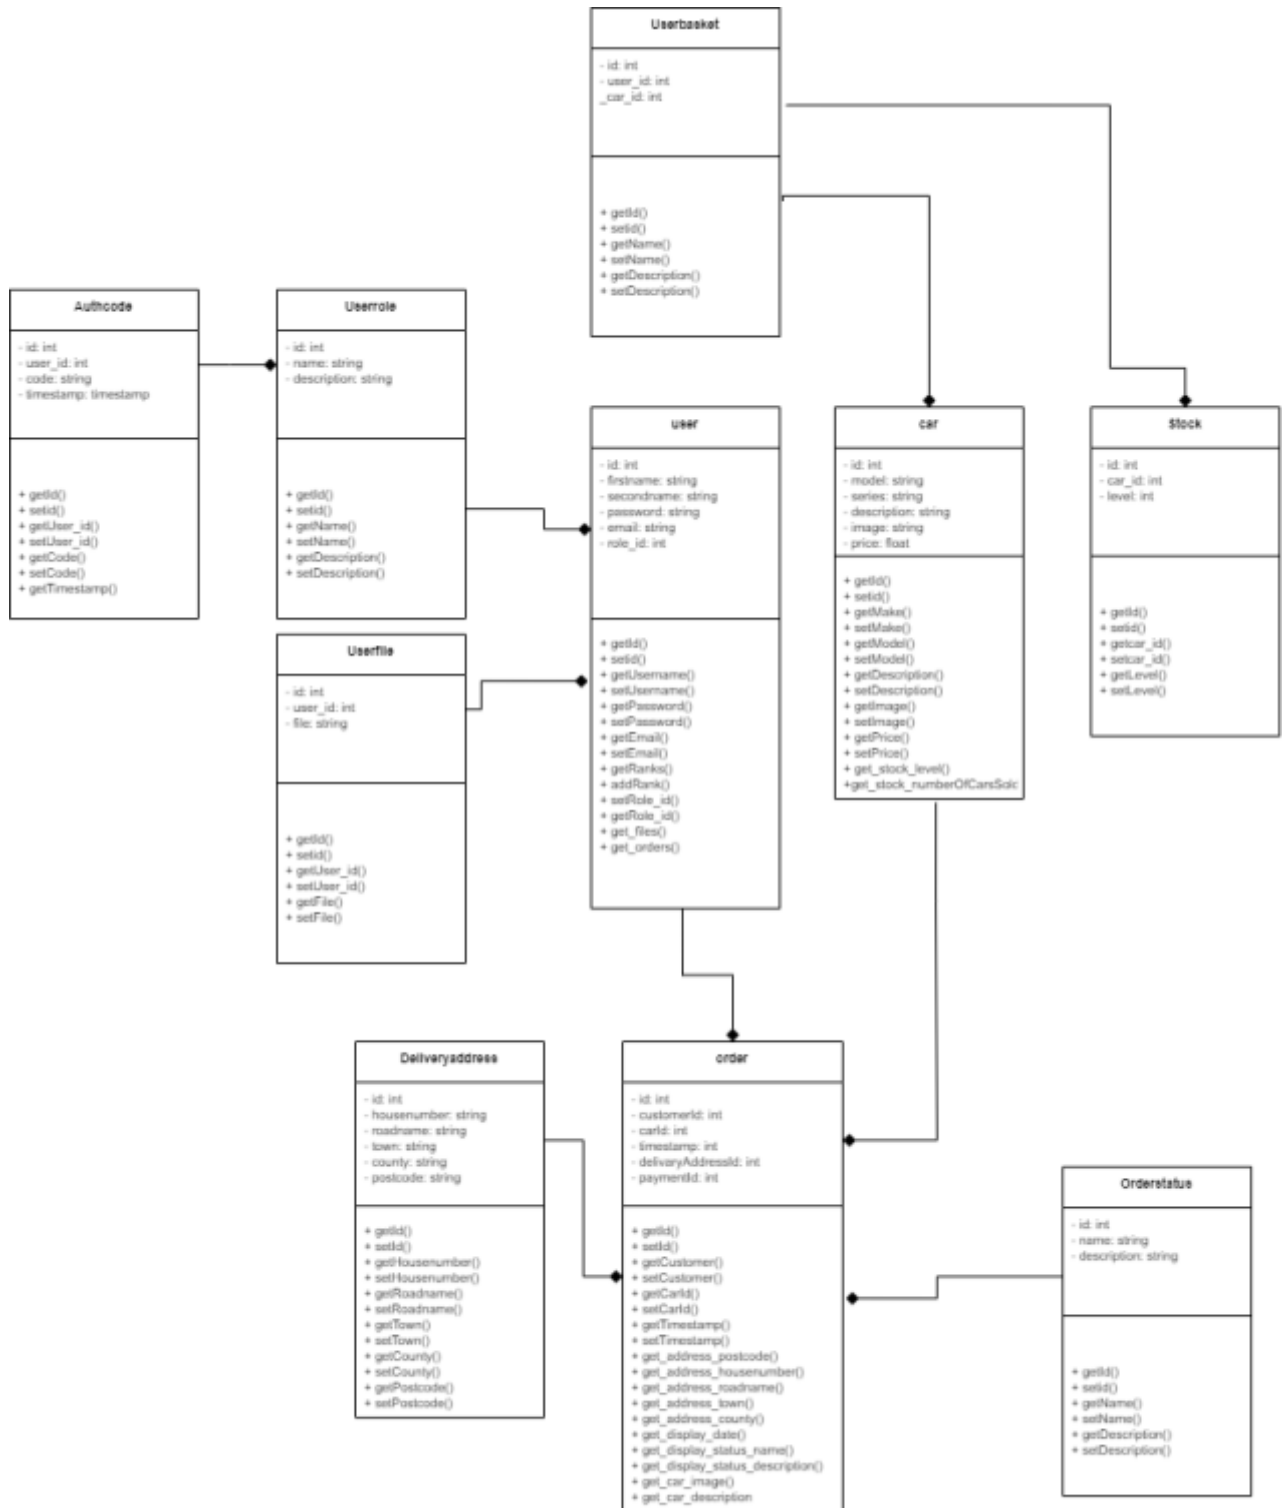 Userbasket
- id: int
- user_id: int
_car_id: int
+ getId()
+ setid()
+ getName()
+ setName()
+ getDescription()
+ setDescription()
Authcode
- id: int
- user_id: int
- code: string
- timestamp: timestamp
+ getId()
+ setid()
+ getUser_id()
+ setUser_id()
+ getCode()
+ setCode()
+ getTimestamp()
Userrole
- id: int
- name: string
- description: string
+ getId()
+ setid()
+ getName()
+ setName()
+ getDescription()
+ setDescription()
user
- id: int
- firstname: string
- secondname: string
- password: string
- email: string
- role_id: int
+ getId()
+ setid()
+ getUsername()
+ setUsername()
+ getPassword()
+ setPassword()
+ getEmail()
+ setEmail()
+ getRanks()
+ addRank()
+ setRole_id()
+ getRole_id()
+ get_files()
+ get_orders()
car
- id: int
- model: string
- series: string
- description: string
- image: string
- price: float
+ getId()
+ setid()
+ getMake()
+ setMake()
+ getModel()
+ setModel()
+ getDescription()
+ setDescription()
+ getImage()
+ setImage()
+ getPrice()
+ setPrice()
+ get_stock_level()
+get_stock_numberOfCarsSolc
Stock
- id: int
- car_id: int
- level: int
+ getId()
+ setid()
+ getcar_id()
+ setcar_id()
+ getLevel()
+ setLevel()
Userfile
- id: int
- user_id: int
- file: string
+ getId()
+ setid()
+ getUser_id()
+ setUser_id()
+ getFile()
+ setFile()
Deliveryaddress
- id: int
- housenumber: string
- roadname: string
- town: string
- county: string
- postcode: string
+ getId()
+ setId()
+ getHousenumber()
+ setHousenumber()
+ getRoadname()
+ setRoadname()
+ getTown()
+ setTown()
+ getCounty()
+ setCounty()
+ getPostcode()
+ setPostcode()
order
- id: int
- customerId: int
- carId: int
- timestamp: int
- delivaryAddressId: int
- paymentId: int
+ getId()
+ setId()
+ getCustomer()
+ setCustomer()
+ getCarId()
+ setCarId()
+ getTimestamp()
+ setTimestamp()
+ get_address_postcode()
+ get_address_housenumber()
+ get_address_roadname()
+ get_address_town()
+ get_address_county()
+ get_display_date()
+ get_display_status_name()
+ get_display_status_description()
+ get_car_image()
+ get_car_description
Orderstatus
- id: int
- name: string
- description: string
+ getId()
+ setid()
+ getName()
+ setName()
+ getDescription()
+ setDescription()